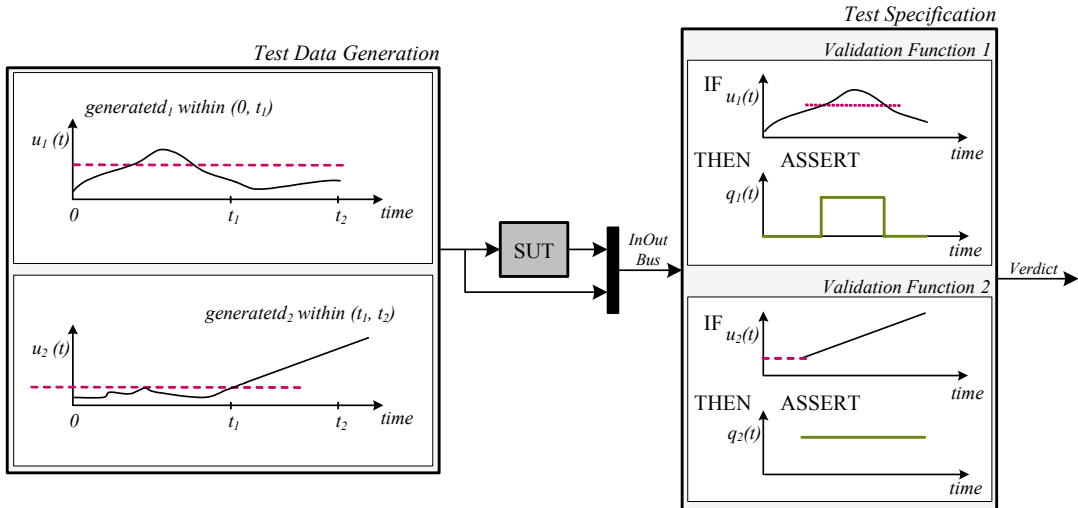 Test Data Generation
generatetd₁ within (0, t₁)
u₁ (t)
0
t₁
t₂
time
generatetd₂ within (t₁, t₂)
u₂ (t)
0
t₁
t₂
time
SUT
InOut
Bus
Test Specification
Validation Function 1
IF u₁(t)
time
THEN ASSERT
q₁(t)
time
Validation Function 2
IF u₂(t)
time
THEN ASSERT
q₂(t)
time
Verdict